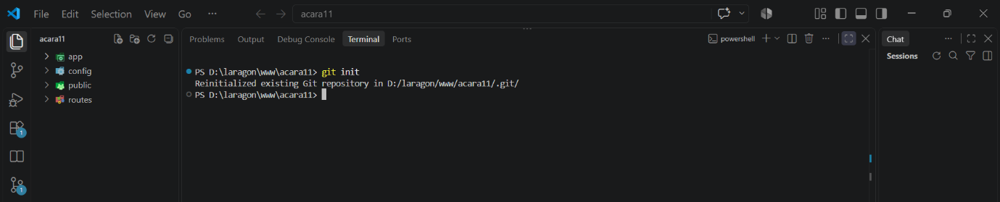 File Edit Selection View Go ··· acara11
acara11
app
config
public
routes
1
1
Problems Output Debug Console Terminal Ports powershell ···
PS D:\laragon\www\acara11> git init
Reinitialized existing Git repository in D:/laragon/www/acara11/.git/
PS D:\laragon\www\acara11>
Chat ···
Sessions